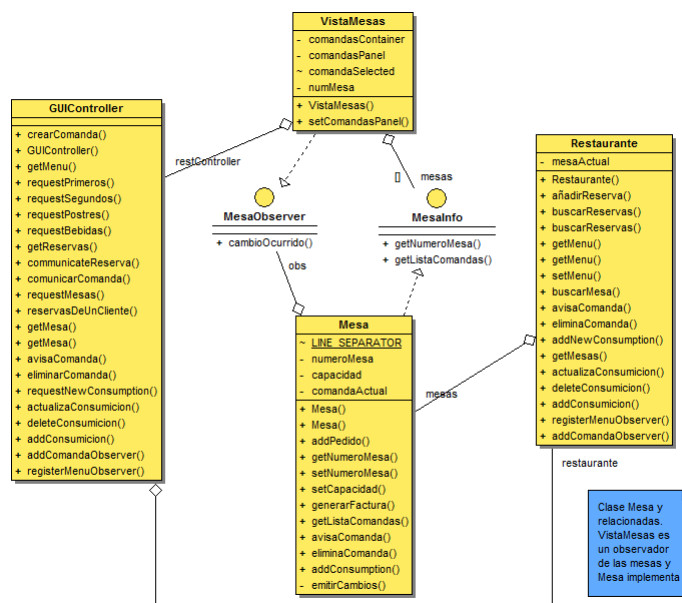 VistaMesas
- comandasContainer
- comandasPanel
~ comandaSelected
- numMesa
+ VistaMesas()
+ setComandasPanel()
GUIController
+ crearComanda()
+ GUIController()
+ getMenu()
+ requestPrimeros()
+ requestSegundos()
+ requestPostres()
+ requestBebidas()
+ getReservas()
+ communicateReserva()
+ comunicarComanda()
+ requestMesas()
+ reservasDeUnCliente()
+ getMesa()
+ getMesa()
+ avisaComanda()
+ eliminarComanda()
+ requestNewConsumption()
+ actualizaConsumicion()
+ deleteConsumicion()
+ addConsumicion()
+ addComandaObserver()
+ registerMenuObserver()
restController
[] mesas
MesaObserver
+ cambioOcurrido()
obs
MesaInfo
+ getNumeroMesa()
+ getListaComandas()
Mesa
~ LINE_SEPARATOR
- numeroMesa
- capacidad
- comandaActual
+ Mesa()
+ Mesa()
+ addPedido()
+ getNumeroMesa()
+ setNumeroMesa()
+ setCapacidad()
+ generarFactura()
+ getListaComandas()
+ avisaComanda()
+ eliminaComanda()
+ addConsumption()
- emitirCambios()
mesas
Restaurante
- mesaActual
+ Restaurante()
+ añadirReserva()
+ buscarReservas()
+ buscarReservas()
+ getMenu()
+ getMenu()
+ setMenu()
+ buscarMesa()
+ avisaComanda()
+ eliminaComanda()
+ addNewConsumption()
+ getMesas()
+ actualizaConsumicion()
+ deleteConsumicion()
+ addConsumicion()
+ registerMenuObserver()
+ addComandaObserver()
restaurante
Clase Mesa y
relacionadas.
VistaMesas es
un observador
de las mesas y
Mesa implementa